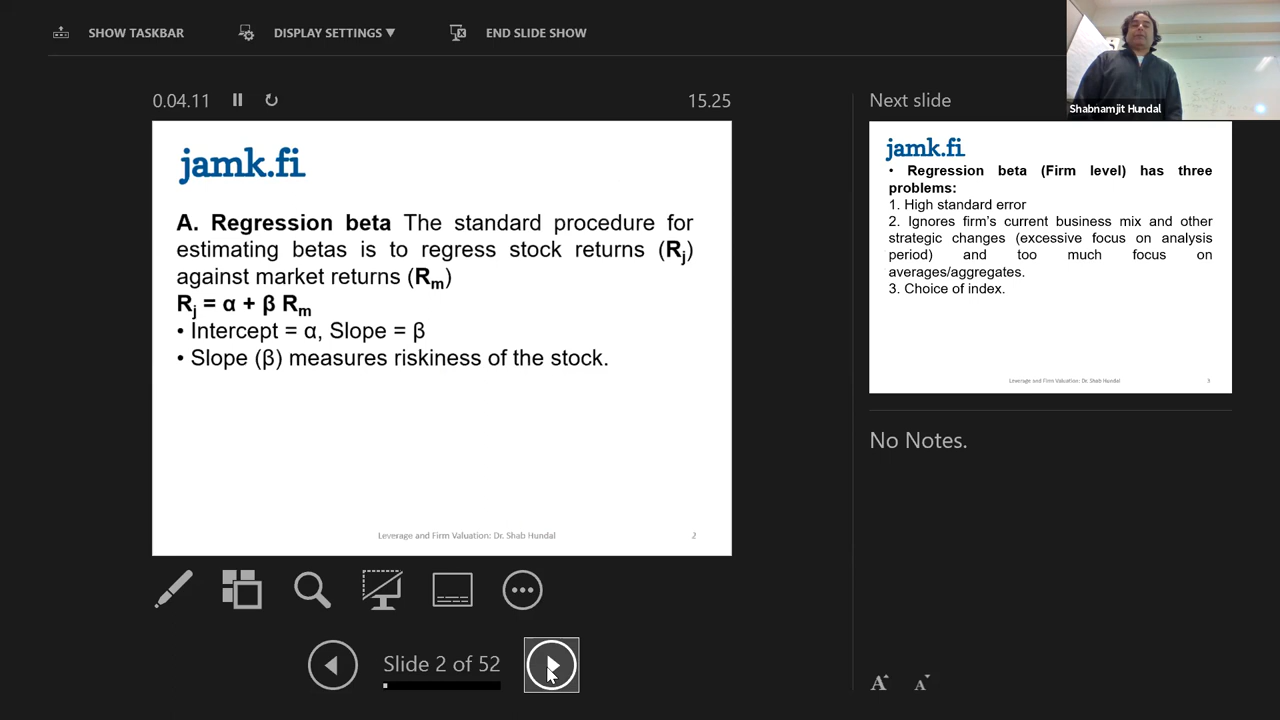 SHOW TASKBAR
DISPLAY SETTINGS ▼
END SLIDE SHOW
Shabnamjit Hundal
0.04.11
15.25
Next slide
jamk.fi
A. Regression beta The standard procedure for
estimating betas is to regress stock returns (Rj)
against market returns (Rm)
Rj = α + β Rm
• Intercept = α, Slope = β
• Slope (β) measures riskiness of the stock.
Leverage and Firm Valuation: Dr. Shab Hundal
2
jamk.fi
• Regression beta (Firm level) has three
problems:
1. High standard error
2. Ignores firm's current business mix and other
strategic changes (excessive focus on analysis
period) and too much focus on
averages/aggregates.
3. Choice of index.
Leverage and Firm Valuation: Dr. Shab Hundal
3
No Notes.
Slide 2 of 52
A A